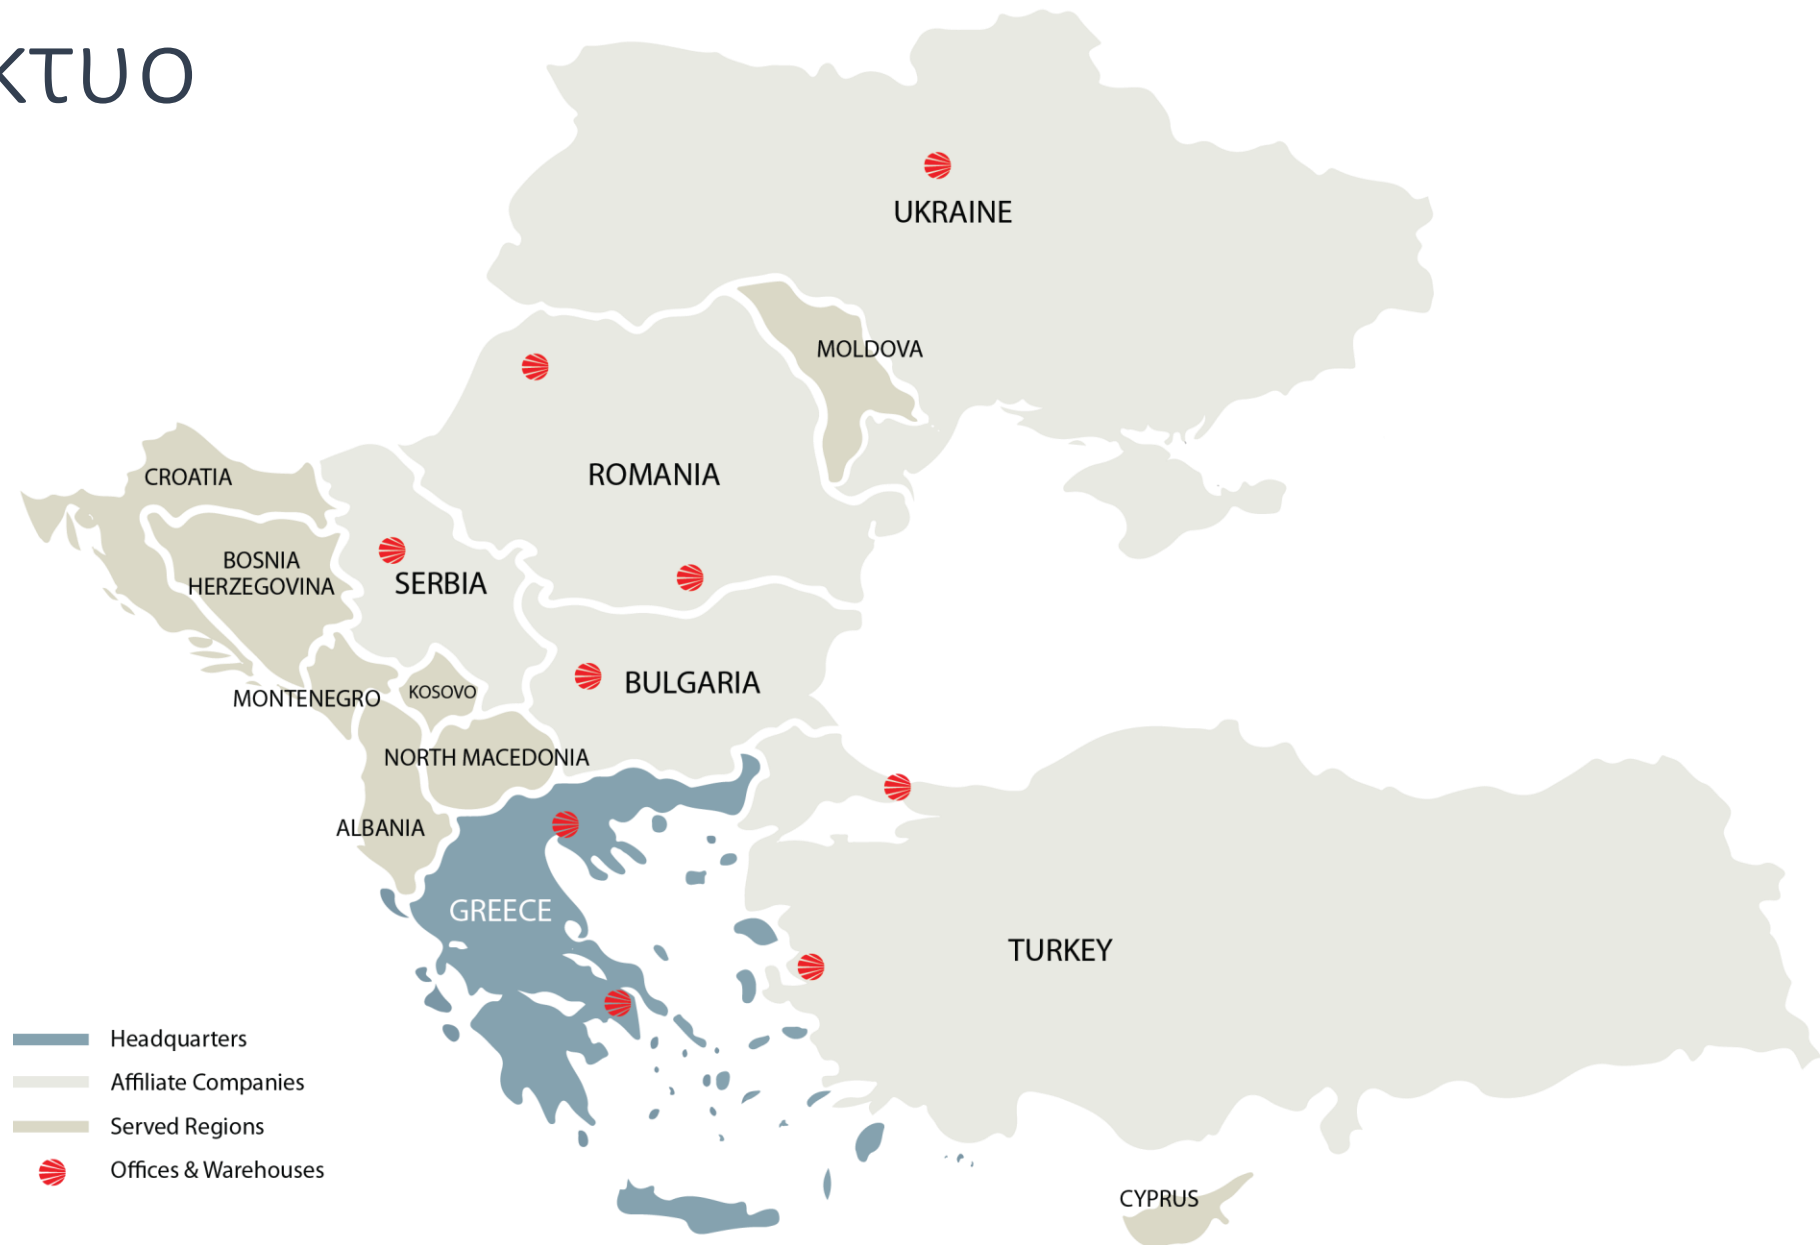 κτυο
UKRAINE
MOLDOVA
ROMANIA
CROATIA
BOSNIA
HERZEGOVINA
SERBIA
BULGARIA
MONTENEGRO
KOSOVO
NORTH MACEDONIA
ALBANIA
GREECE
TURKEY
CYPRUS
Headquarters
Affiliate Companies
Served Regions
Offices & Warehouses